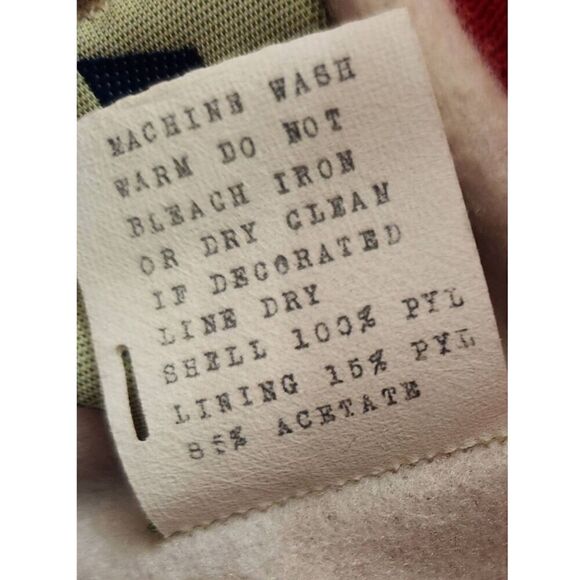 MACHINE WASH
WARM DO NOT
BLEACH IRON
OR DRY CLEAN
IF DECORATED
LINE DRY
SHELL 100% PYL
LINING 15% PYL
85% ACETATE